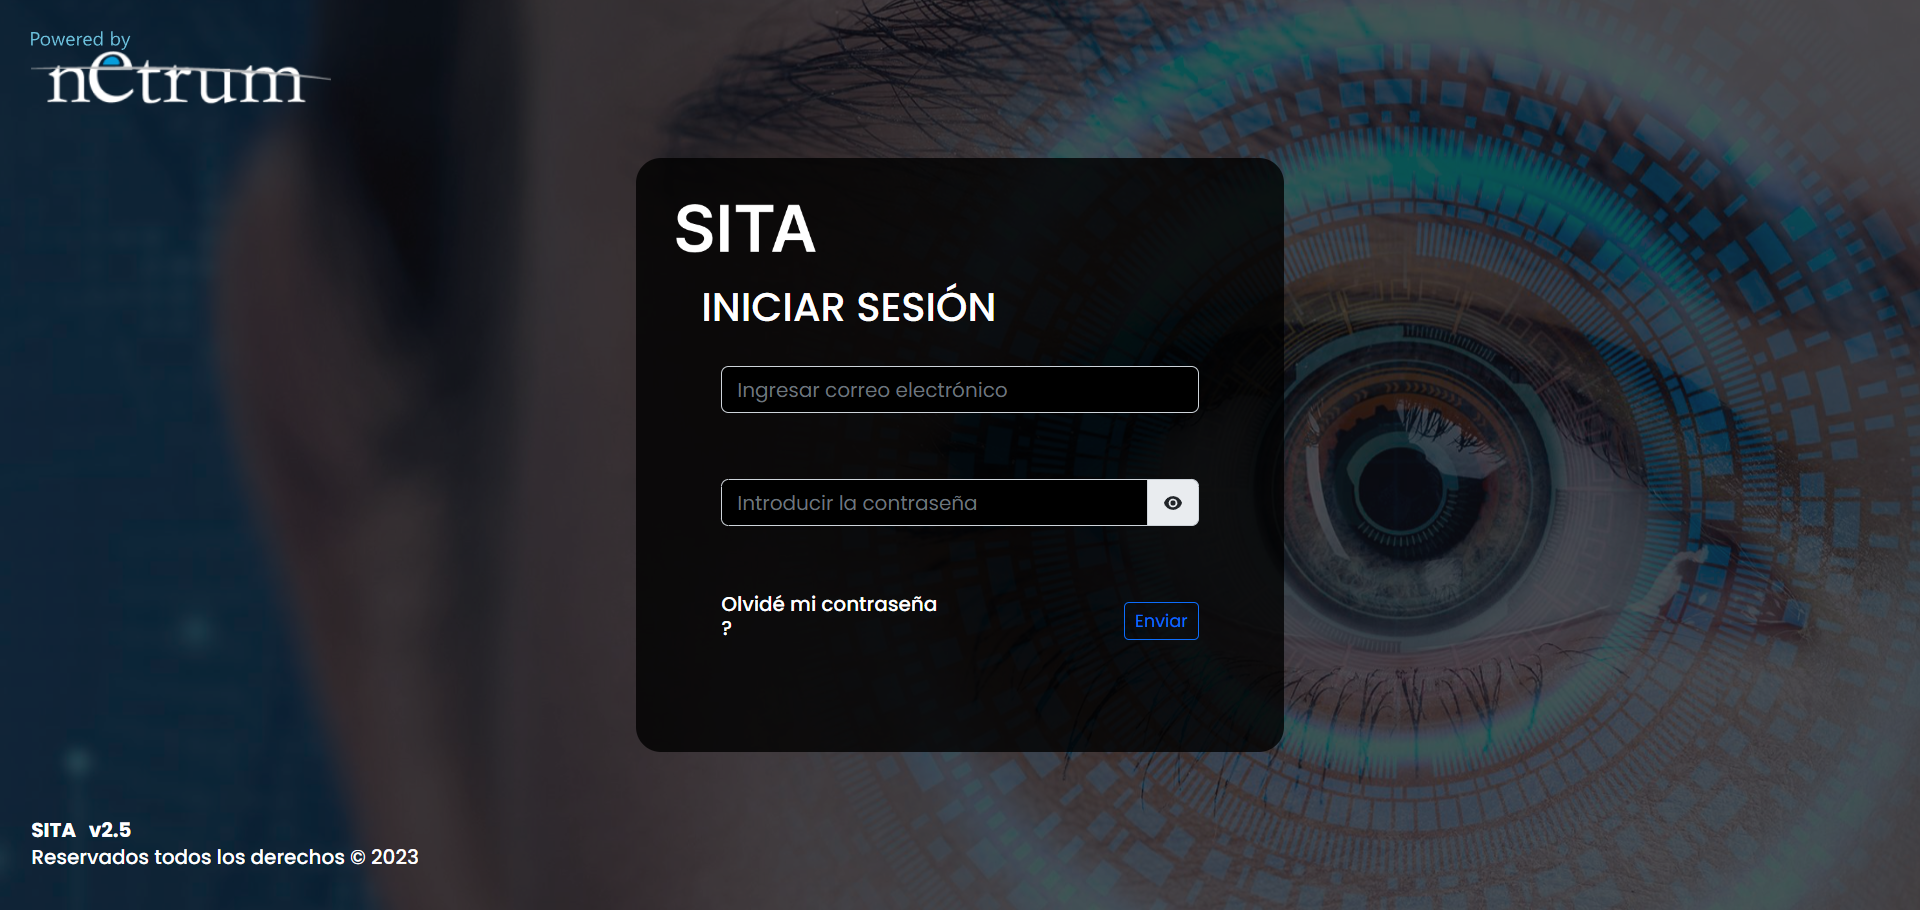 Powered by
netrum
SITA
INICIAR SESIÓN
Ingresar correo electrónico
Introducir la contraseña
Olvidé mi contraseña
?
Enviar
SITA v2.5
Reservados todos los derechos © 2023